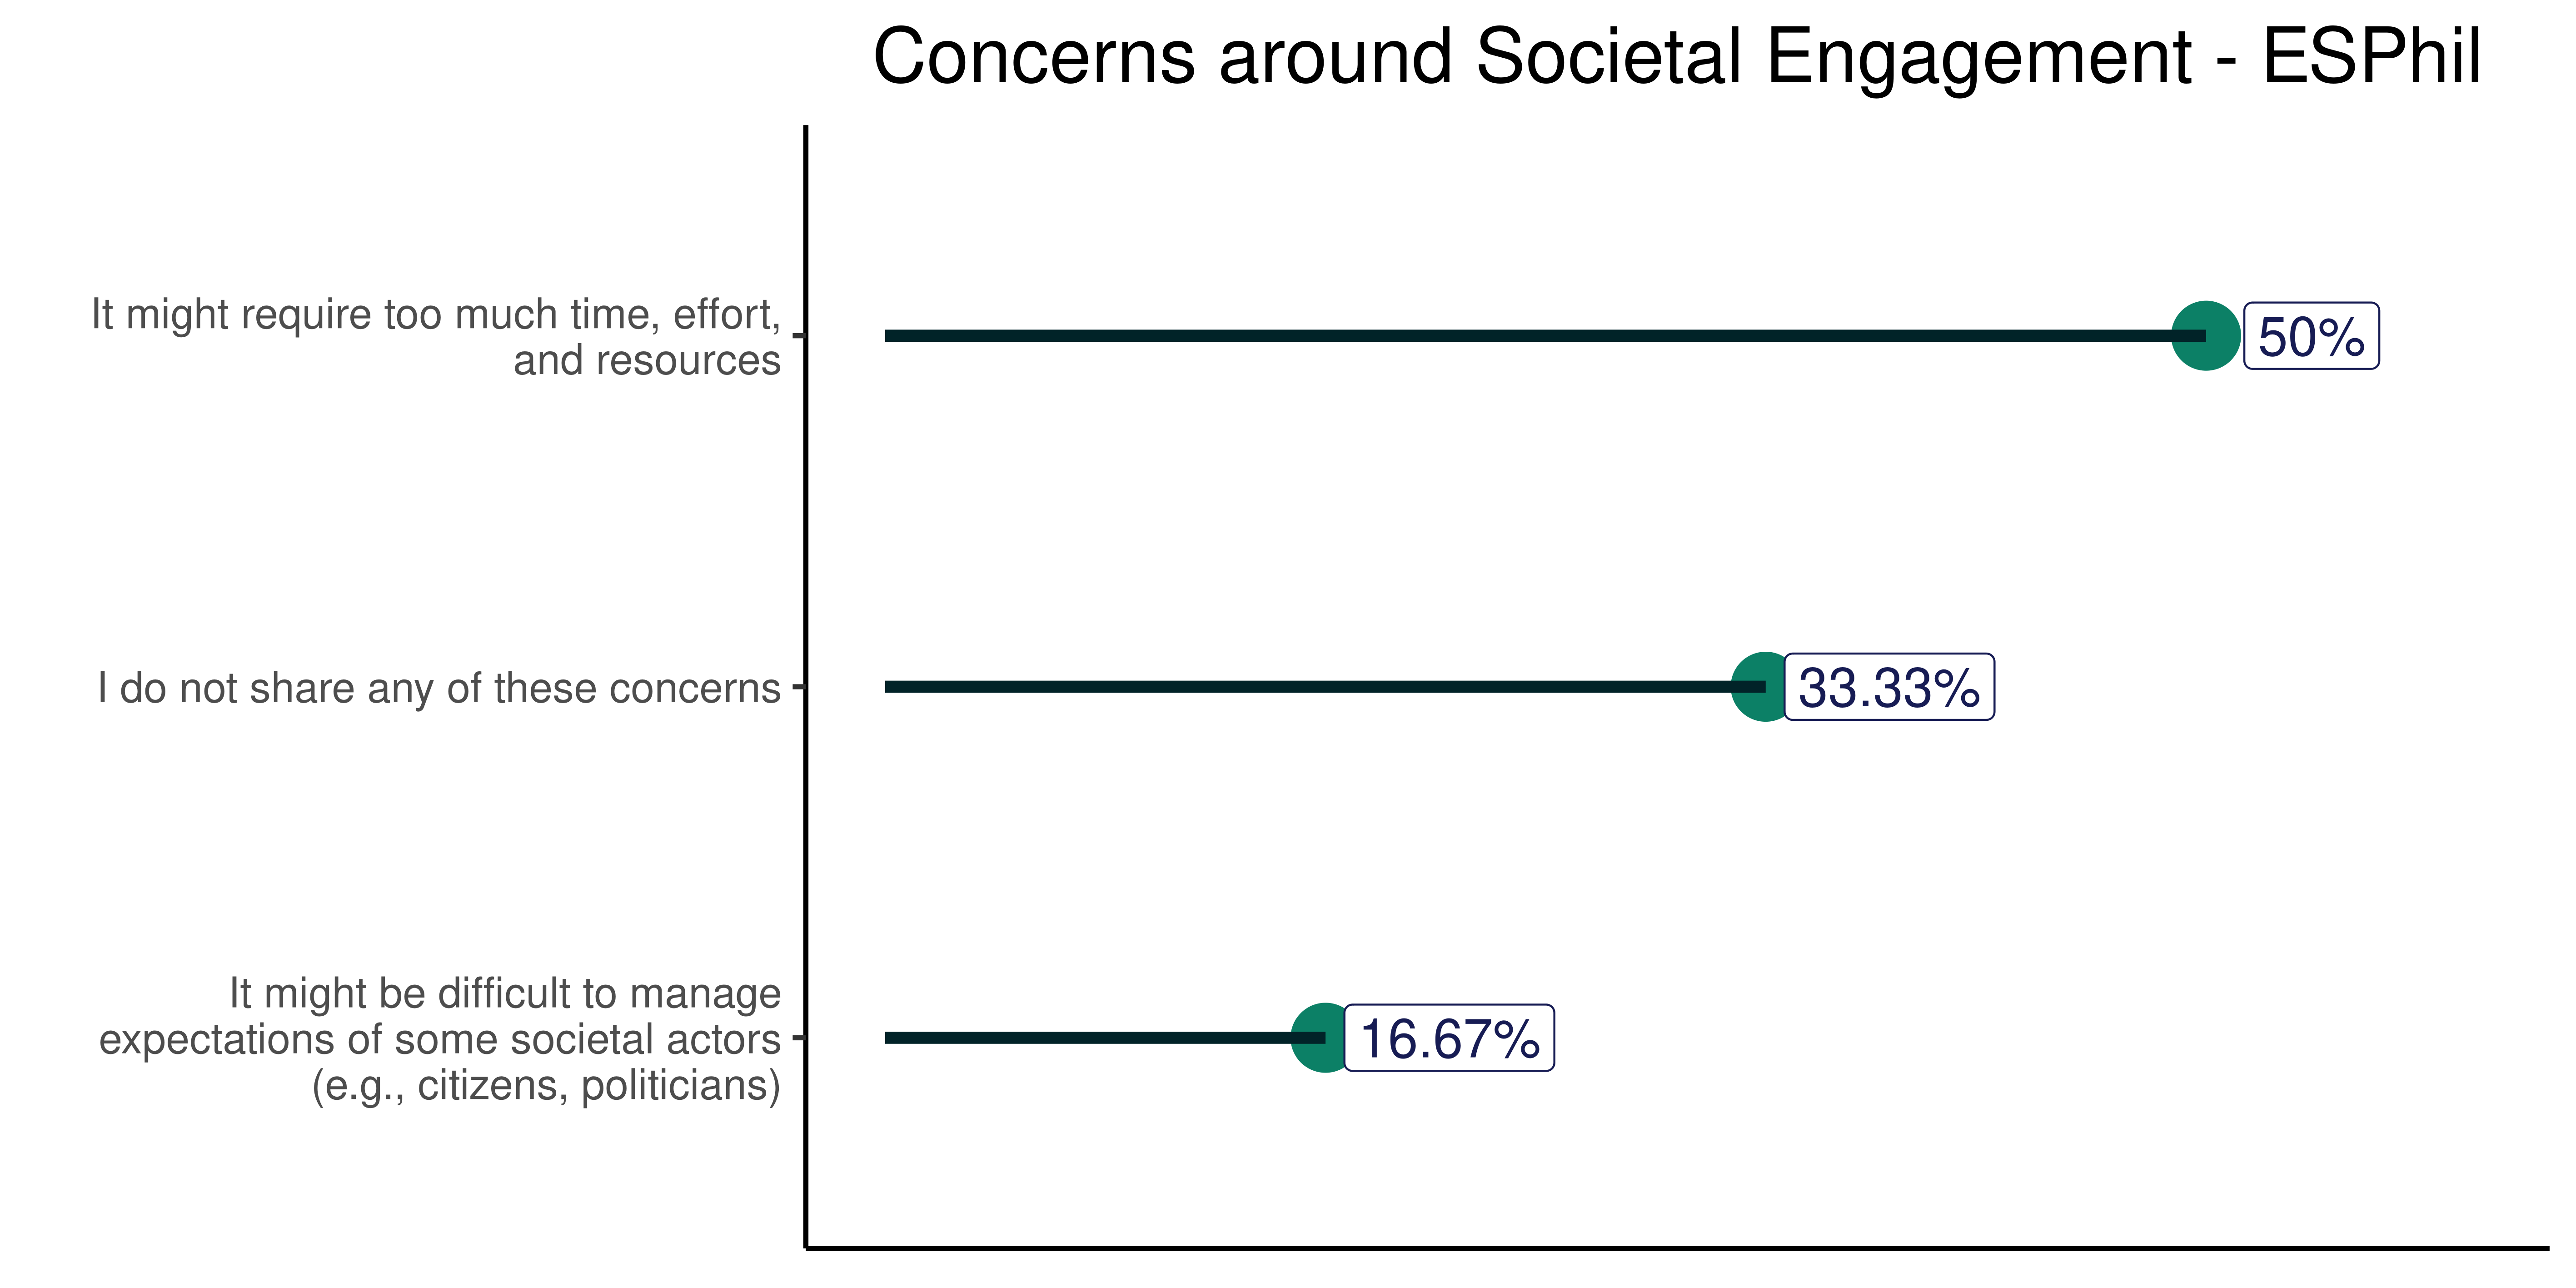 Concerns around Societal Engagement - ESPhil
It might require too much time, effort,
and resources
50%
I do not share any of these concerns
33.33%
It might be difficult to manage
expectations of some societal actors
(e.g., citizens, politicians)
16.67%